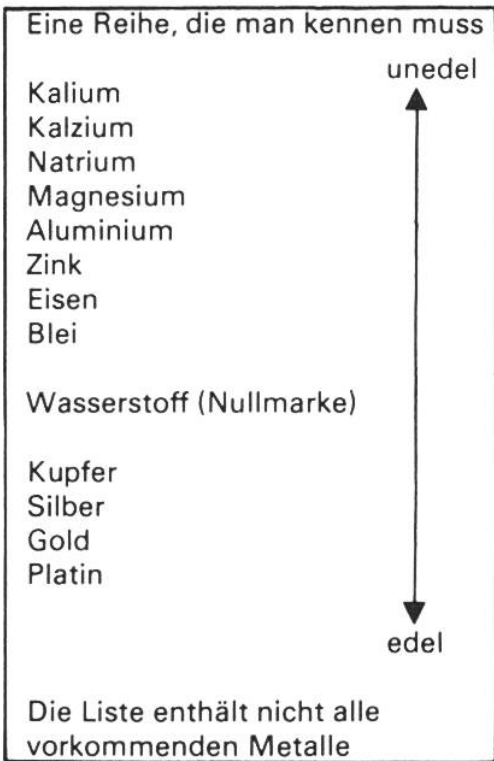 Eine Reihe, die man kennen muss
unedel
Kalium
Kalzium
Natrium
Magnesium
Aluminium
Zink
Eisen
Blei
Wasserstoff (Nullmarke)
Kupfer
Silber
Gold
Platin
edel
Die Liste enthält nicht alle
vorkommenden Metalle